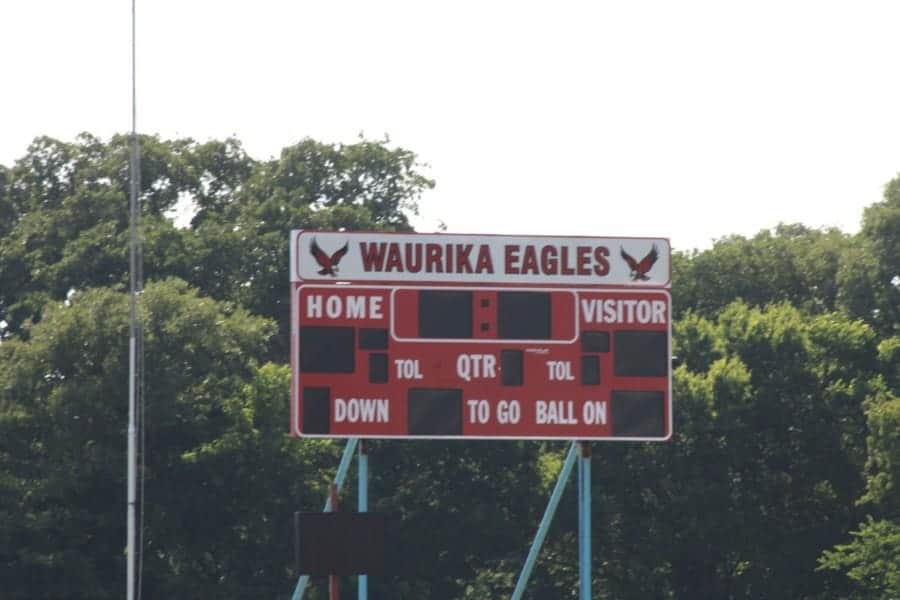 WAURIKA EAGLES
HOME VISITOR
TOL QTR TOL
DOWN TO GO BALL ON